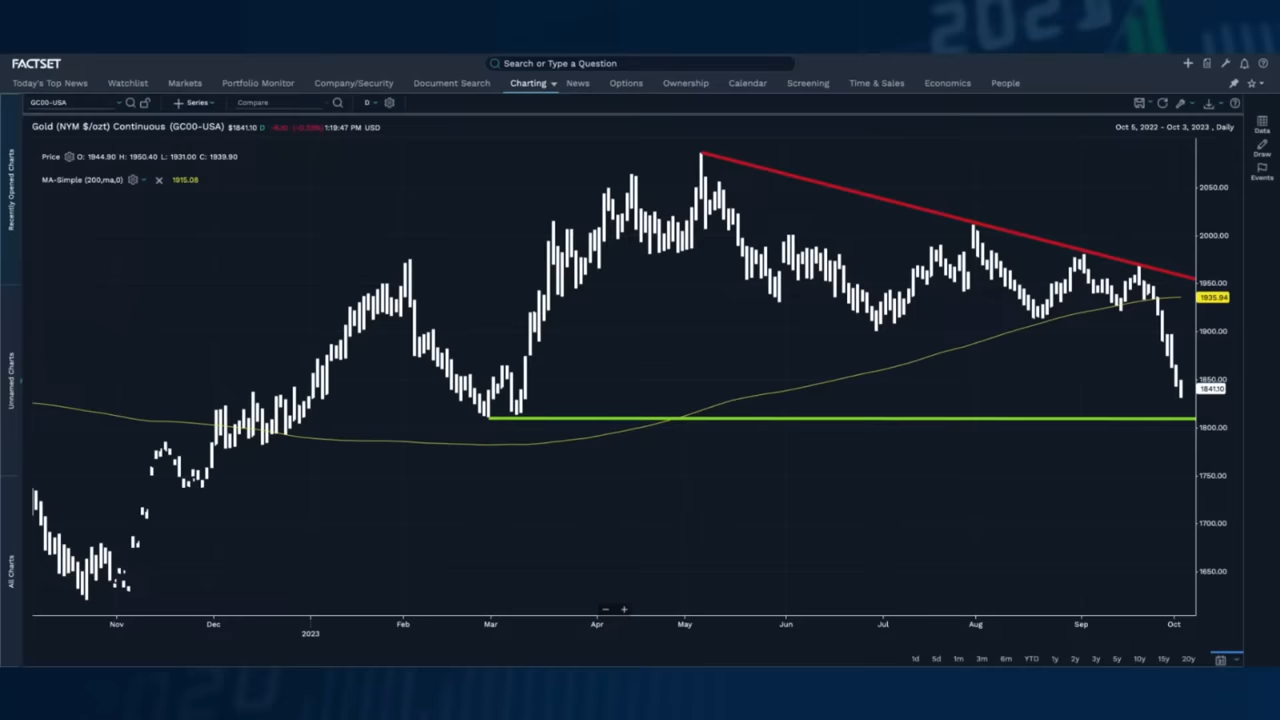 2021
FACTSET
Search or Type a Question
Today's Top News Watchlist Markets Portfolio Monitor Company/Security Document Search Charting News Options Ownership Calendar Screening Time & Sales Economics People
GC00-USA Series Compare D
Gold (NYM $/ozt) Continuous (GC00-USA) $1841.10 D 1:19:47 PM USD
Oct 5, 2022 - Oct 3, 2023 , Daily
Price O: 1944.90 H: 1950.40 L: 1931.00 C: 1939.90
MA-Simple (200,ma,0) 1915.08
Data
Draw
Events
Recently Opened Charts
Unnamed Charts
All Charts
2050.00
2000.00
1950.00
1935.94
1900.00
1850.00
1841.10
1800.00
1750.00
1700.00
1650.00
Nov Dec 2023 Feb Mar Apr May Jun Jul Aug Sep Oct
1d 5d 1m 3m 6m YTD 1y 2y 3y 5y 10y 15y 20y